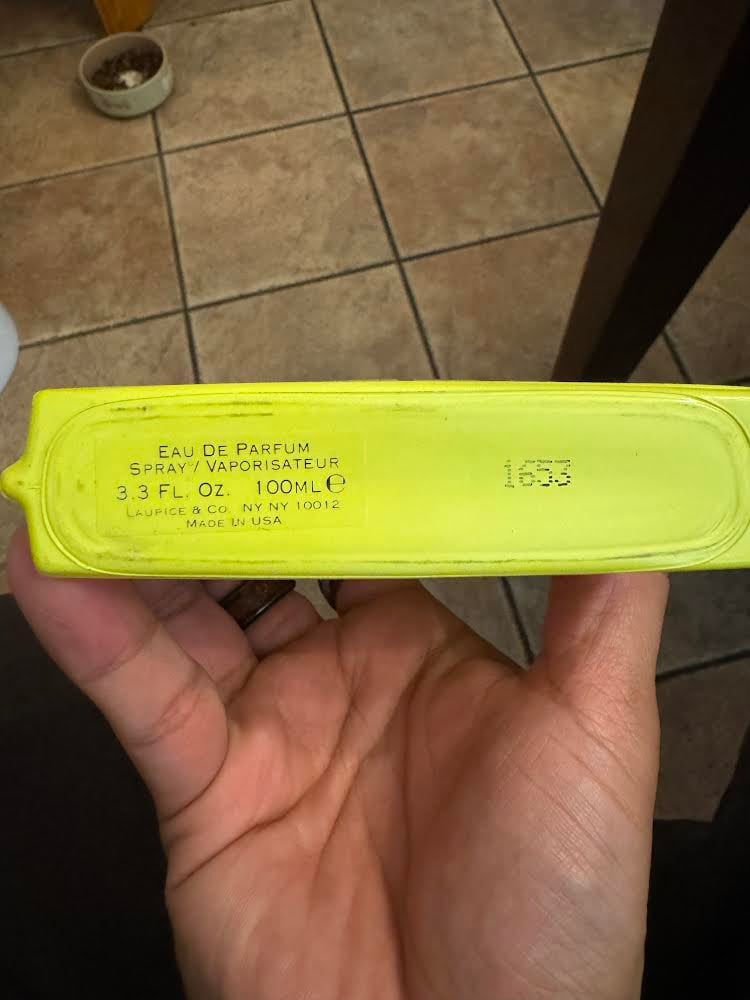 EAU DE PARFUM
SPRAY / VAPORISATEUR
3.3 FL. OZ. 100ML ℮
LAURICE & CO. NY NY 10012
MADE IN USA
1653